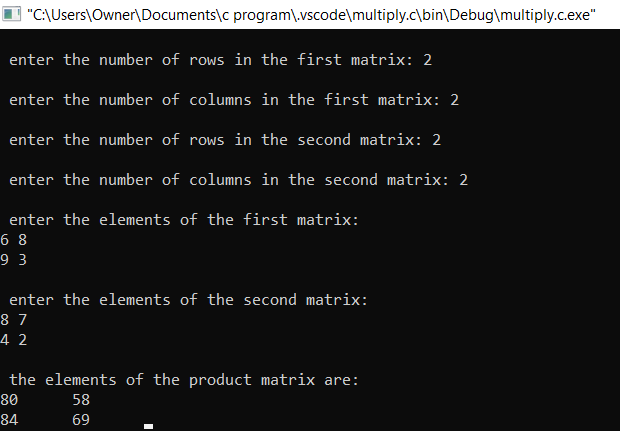 "C:\Users\Owner\Documents\c program\.vscode\multiply.c\bin\Debug\multiply.exe"
enter the number of rows in the first matrix: 2
enter the number of columns in the first matrix: 2
enter the number of rows in the second matrix: 2
enter the number of columns in the second matrix: 2
enter the elements of the first matrix:
6 8
9 3
enter the elements of the second matrix:
8 7
4 2
the elements of the product matrix are:
80      58
84      69